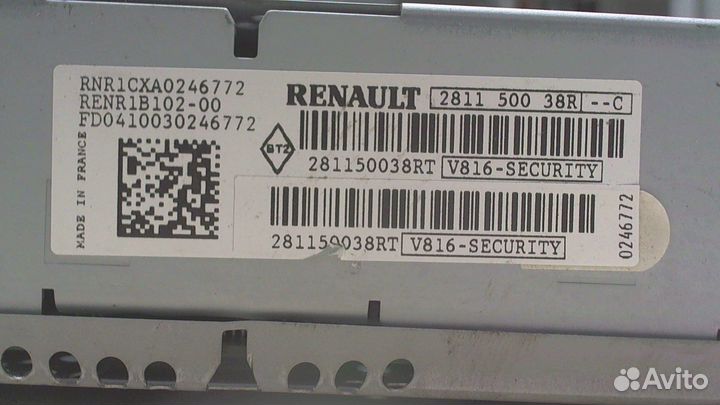 RNR1CXA0246772
RENR1B102-00
FD0410030246772
MADE IN FRANCE
RENAULT 2811 500 38R --C
BT2
281150038RT V816-SECURITY
281150038RT V816-SECURITY
0246772
Avito